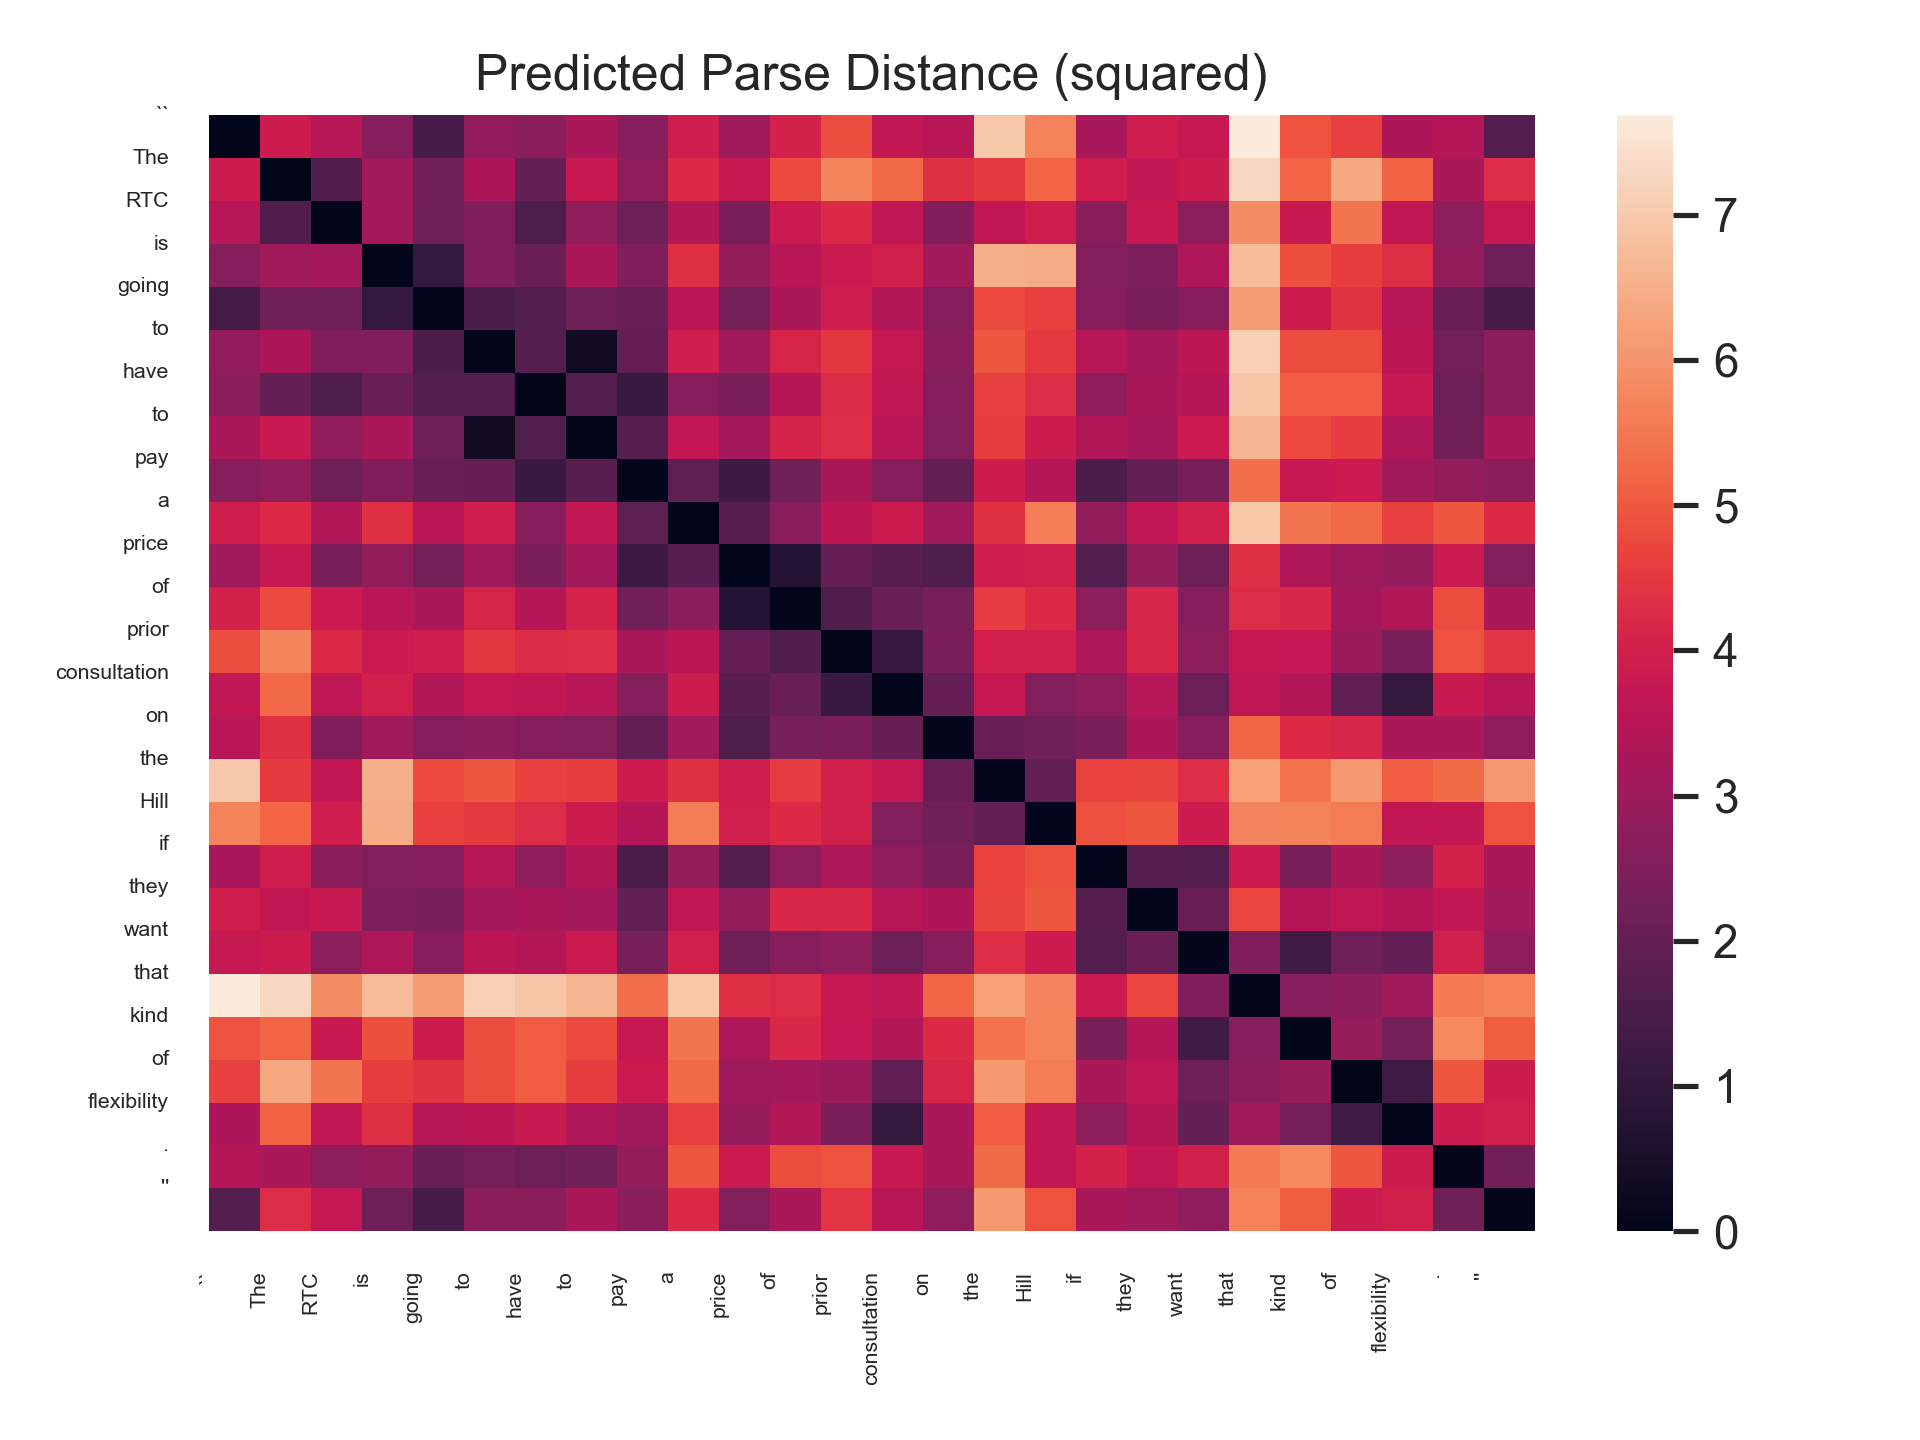 Predicted Parse Distance (squared)
``
The
RTC
is
going
to
have
to
pay
a
price
of
prior
consultation
on
the
Hill
if
they
want
that
kind
of
flexibility
.
''
7
6
5
4
3
2
1
0
``
The
RTC
is
going
to
have
to
pay
a
price
of
prior
consultation
on
the
Hill
if
they
want
that
kind
of
flexibility
.
''